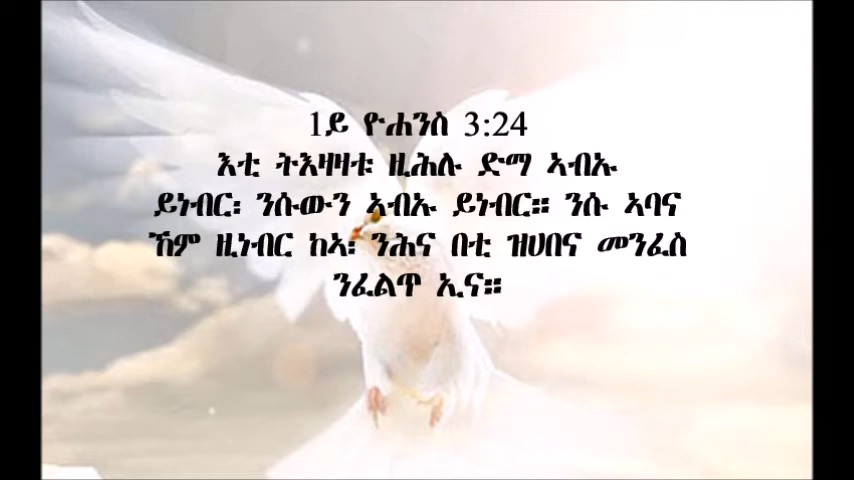 1ይ ዮሐንስ 3:24
እቲ ትእዛዛቱ ዚሕሉ ድማ ኣብኡ
ይነብር፡ ንሱውን ኣብኡ ይነብር። ንሱ ኣባና
ኸም ዚነብር ከኣ፡ ንሕና በቲ ዝሀበና መንፈስ
ንፈልጥ ኢና።